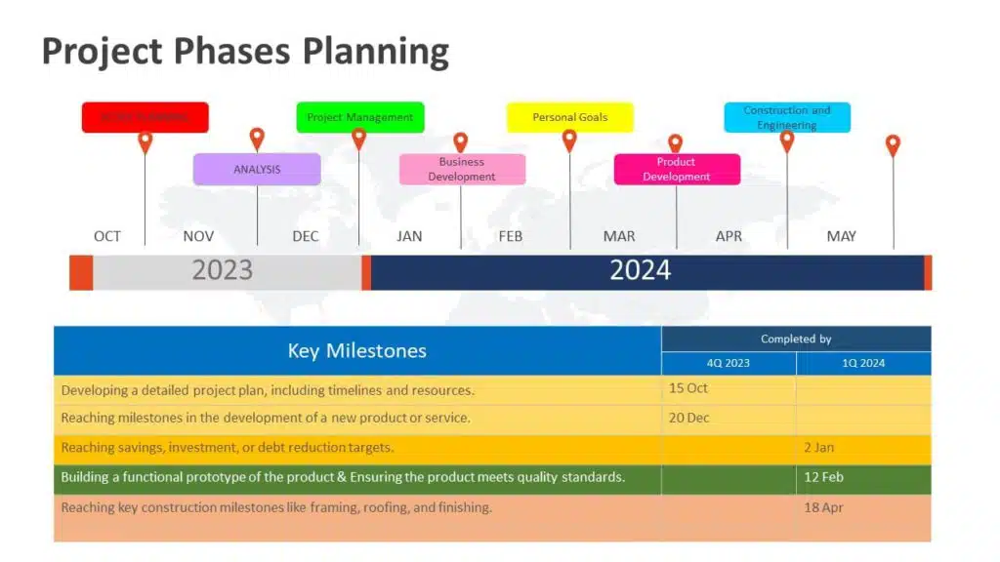 Project Phases Planning
Project Management
Personal Goals
Construction and
Engineering
ANALYSIS
Business
Development
Product
Development
OCT
NOV
DEC
JAN
FEB
MAR
APR
MAY
2023
2024
Key Milestones
Completed by
4Q 2023
1Q 2024
Developing a detailed project plan, including timelines and resources.
15 Oct
Reaching milestones in the development of a new product or service.
20 Dec
Reaching savings, investment, or debt reduction targets.
2 Jan
Building a functional prototype of the product & Ensuring the product meets quality standards.
12 Feb
Reaching key construction milestones like framing, roofing, and finishing.
18 Apr